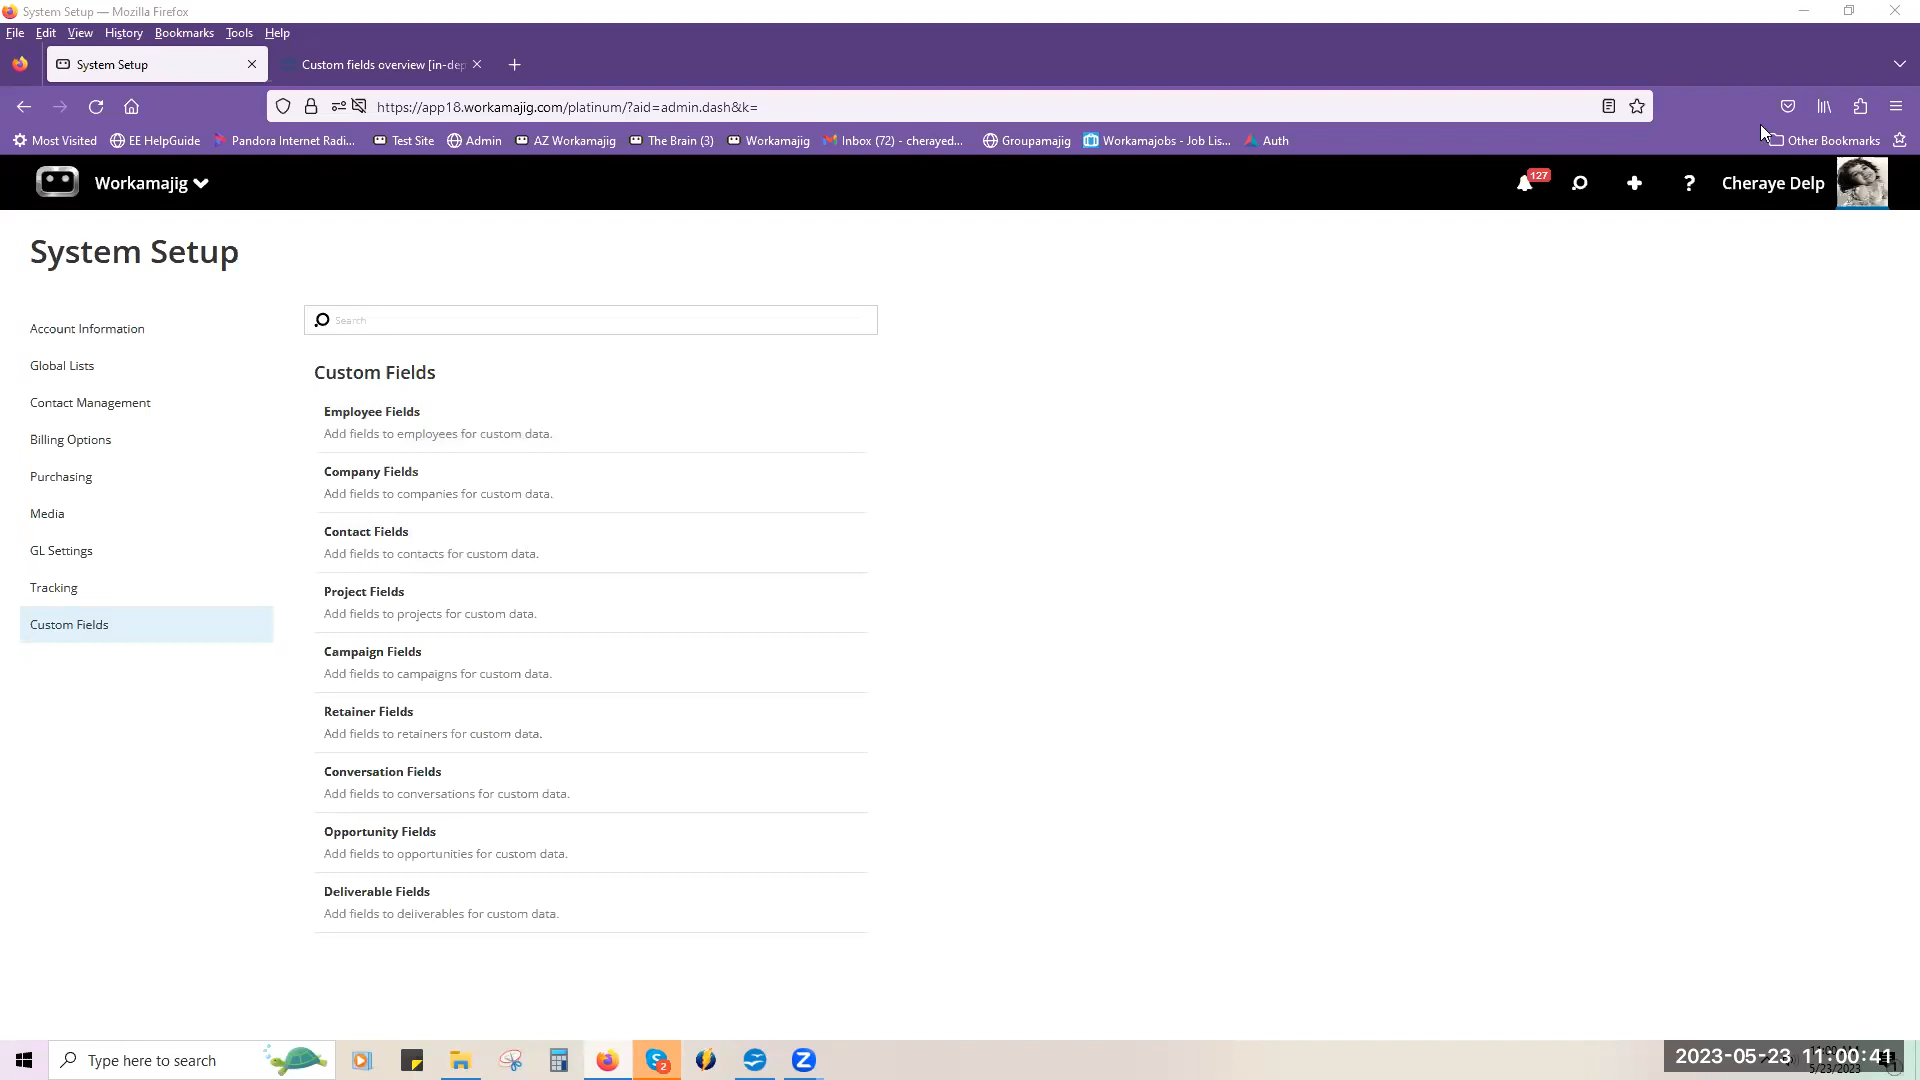 System Setup — Mozilla Firefox
File Edit View History Bookmarks Tools Help
System Setup
Custom fields overview [in-dep
https://app18.workamajig.com/platinum/?aid=admin.dash&k=
Most Visited
EE HelpGuide
Pandora Internet Radi...
Test Site
Admin
AZ Workamajig
The Brain (3)
Workamajig
Inbox (72) - cherayed...
Groupamajig
Workamajobs - Job Lis...
Auth
Other Bookmarks
Workamajig
127
?
Cheraye Delp
System Setup
Account Information
Global Lists
Contact Management
Billing Options
Purchasing
Media
GL Settings
Tracking
Custom Fields
Search
Custom Fields
Employee Fields
Add fields to employees for custom data.
Company Fields
Add fields to companies for custom data.
Contact Fields
Add fields to contacts for custom data.
Project Fields
Add fields to projects for custom data.
Campaign Fields
Add fields to campaigns for custom data.
Retainer Fields
Add fields to retainers for custom data.
Conversation Fields
Add fields to conversations for custom data.
Opportunity Fields
Add fields to opportunities for custom data.
Deliverable Fields
Add fields to deliverables for custom data.
Type here to search
2
2023-05-23 11:00:41
5/23/2023